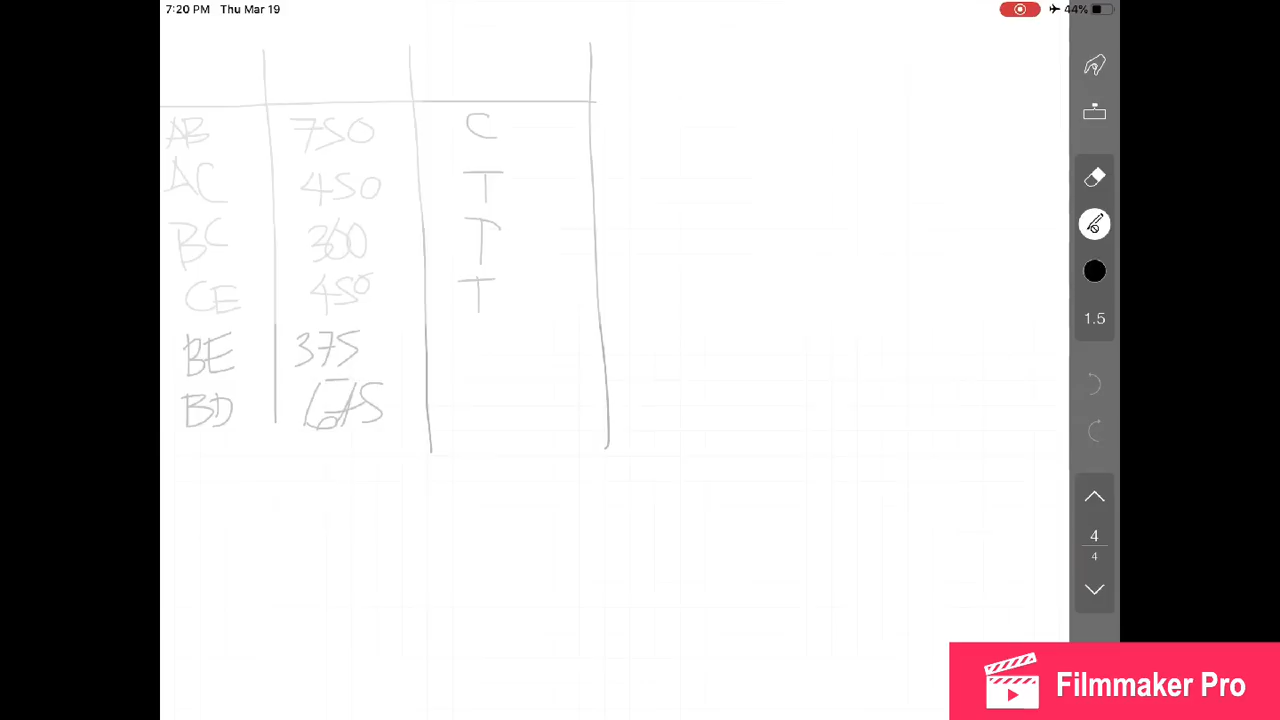 7:20 PM Thu Mar 19
44%
AB 750 C
AC 450 T
BC 300 T
CE 450 T
BE 375
BD 675
1.5
4
4
Filmmaker Pro